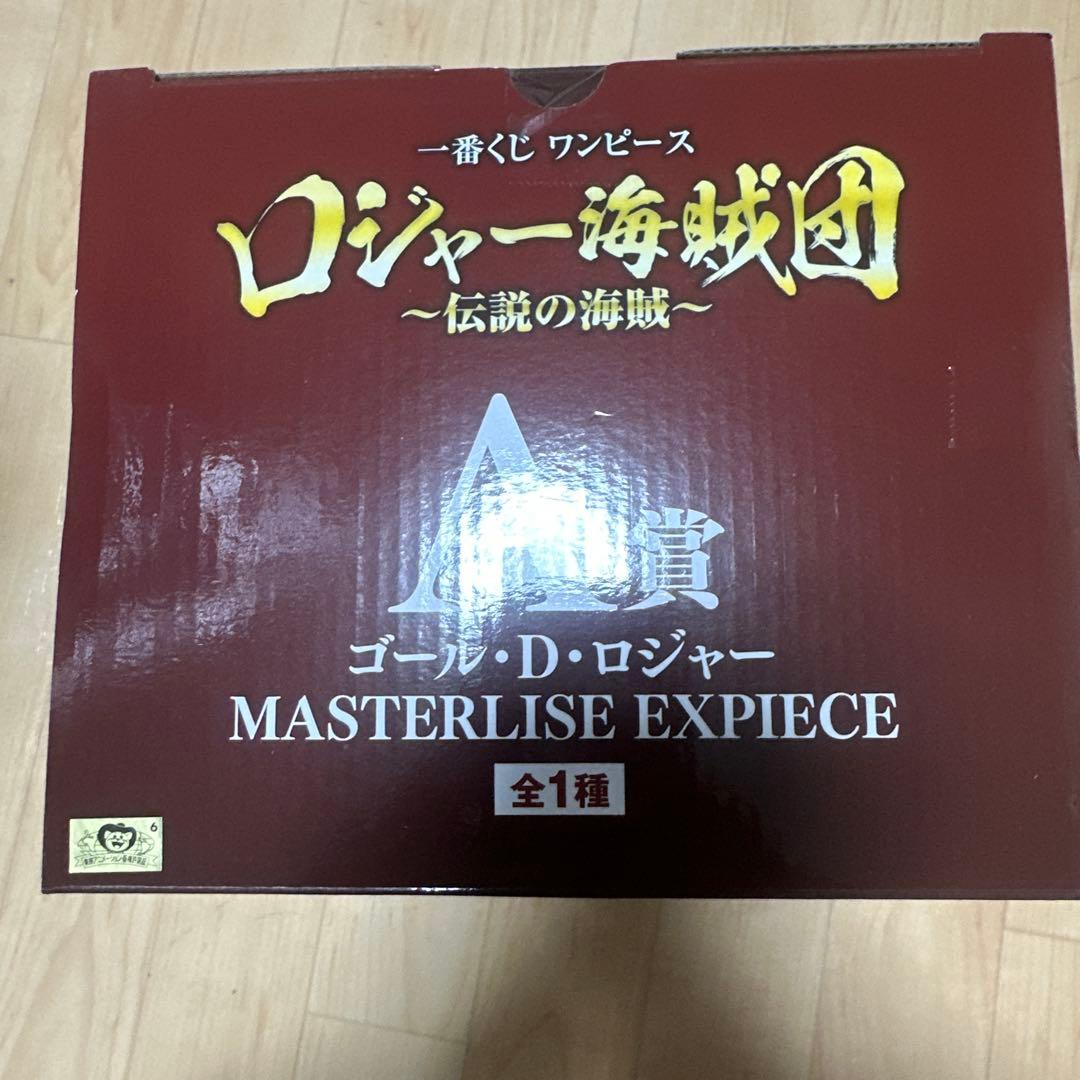 一番くじ ワンピース
ロジャー海賊団
～伝説の海賊～
A賞
ゴール・D・ロジャー
MASTERLISE EXPIECE
全1種
6